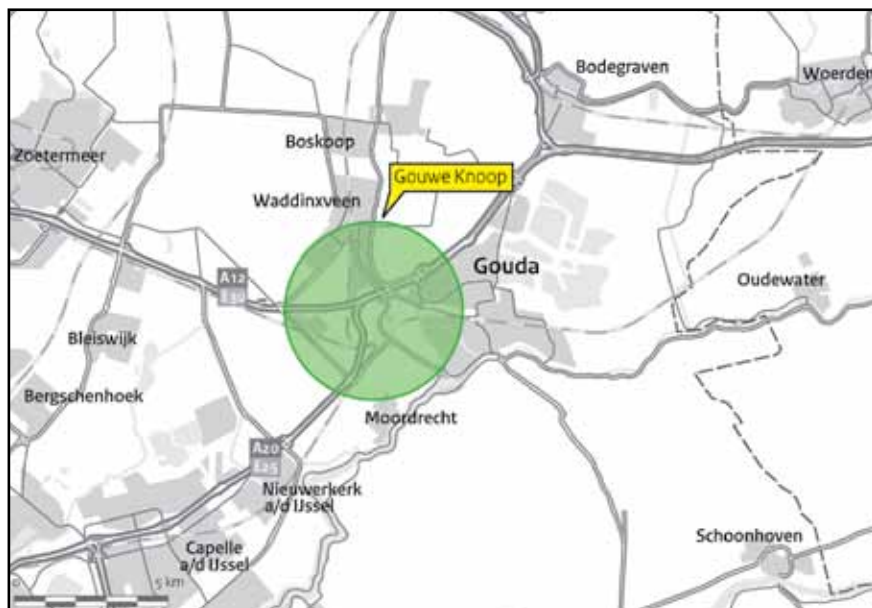 Bodegraven
Woerden
Boskoop
Zoetermeer
Gouwe Knoop
Waddinxveen
Gouda
A12
E30
Oudewater
Bleiswijk
Bergschenhoek
Moordrecht
A20
E25
Nieuwerkerk
a/d IJssel
Schoonhoven
Capelle
a/d IJssel
0
5 km